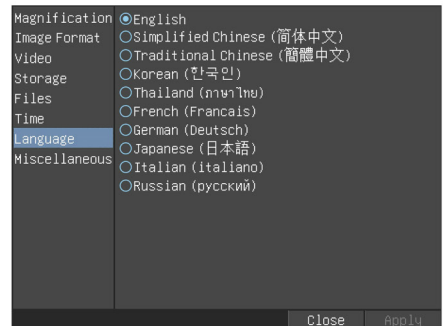 Magnification
Image Format
Video
Storage
Files
Time
Language
Miscellaneous
English
Simplified Chinese (简体中文)
Traditional Chinese (簡體中文)
Korean (한국인)
Thailand (ภาษาไทย)
French (Francais)
German (Deutsch)
Japanese (日本語)
Italian (italiano)
Russian (русский)
Close
Apply